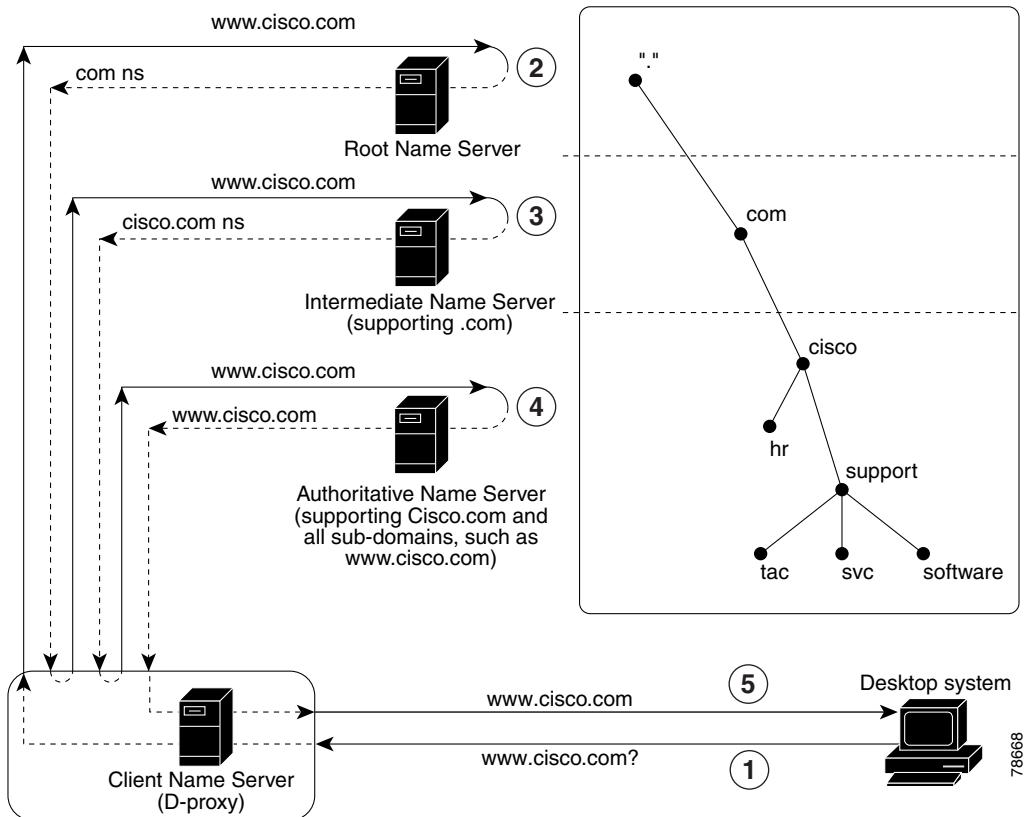 www.cisco.com
com ns
2
Root Name Server
www.cisco.com
cisco.com ns
3
Intermediate Name Server
(supporting .com)
www.cisco.com
www.cisco.com
4
Authoritative Name Server
(supporting Cisco.com and
all sub-domains, such as
www.cisco.com)
"."
com
cisco
hr
support
tac
svc
software
www.cisco.com
5
Desktop system
www.cisco.com?
1
Client Name Server
(D-proxy)
78668